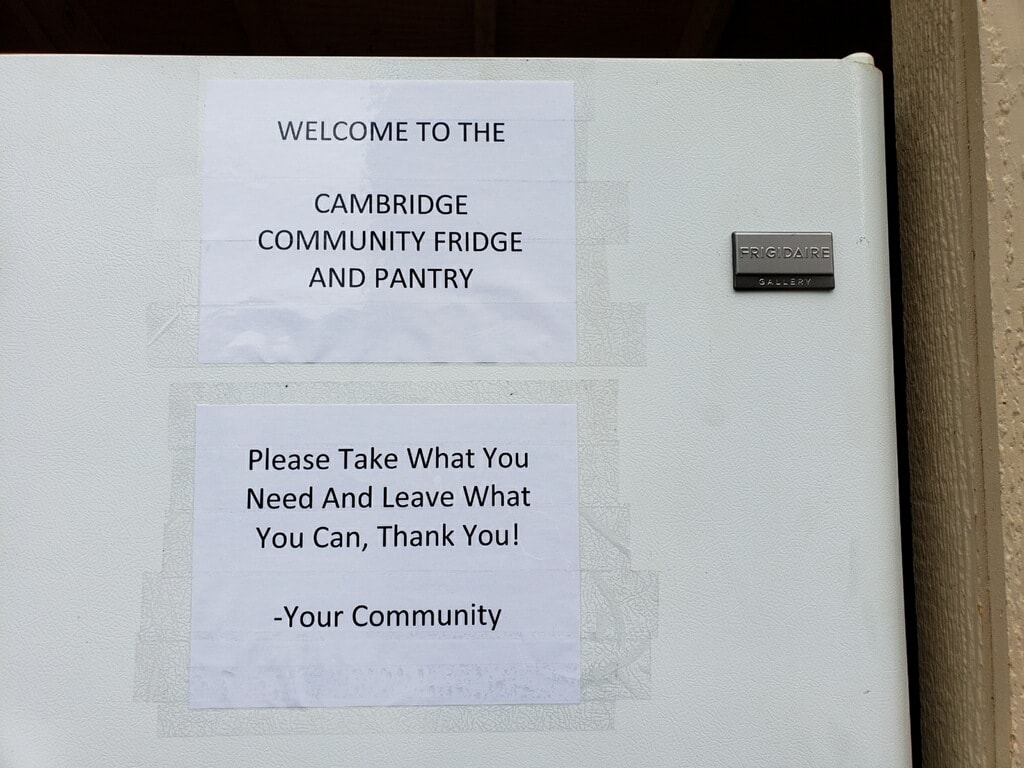 WELCOME TO THE
CAMBRIDGE
COMMUNITY FRIDGE
AND PANTRY
FRIGIDAIRE
GALLERY
Please Take What You
Need And Leave What
You Can, Thank You!
-Your Community